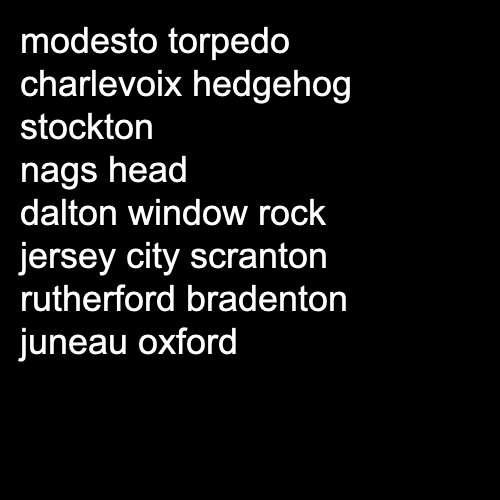 modesto torpedo
charlevoix hedgehog
stockton
nags head
dalton window rock
jersey city scranton
rutherford bradenton
juneau oxford